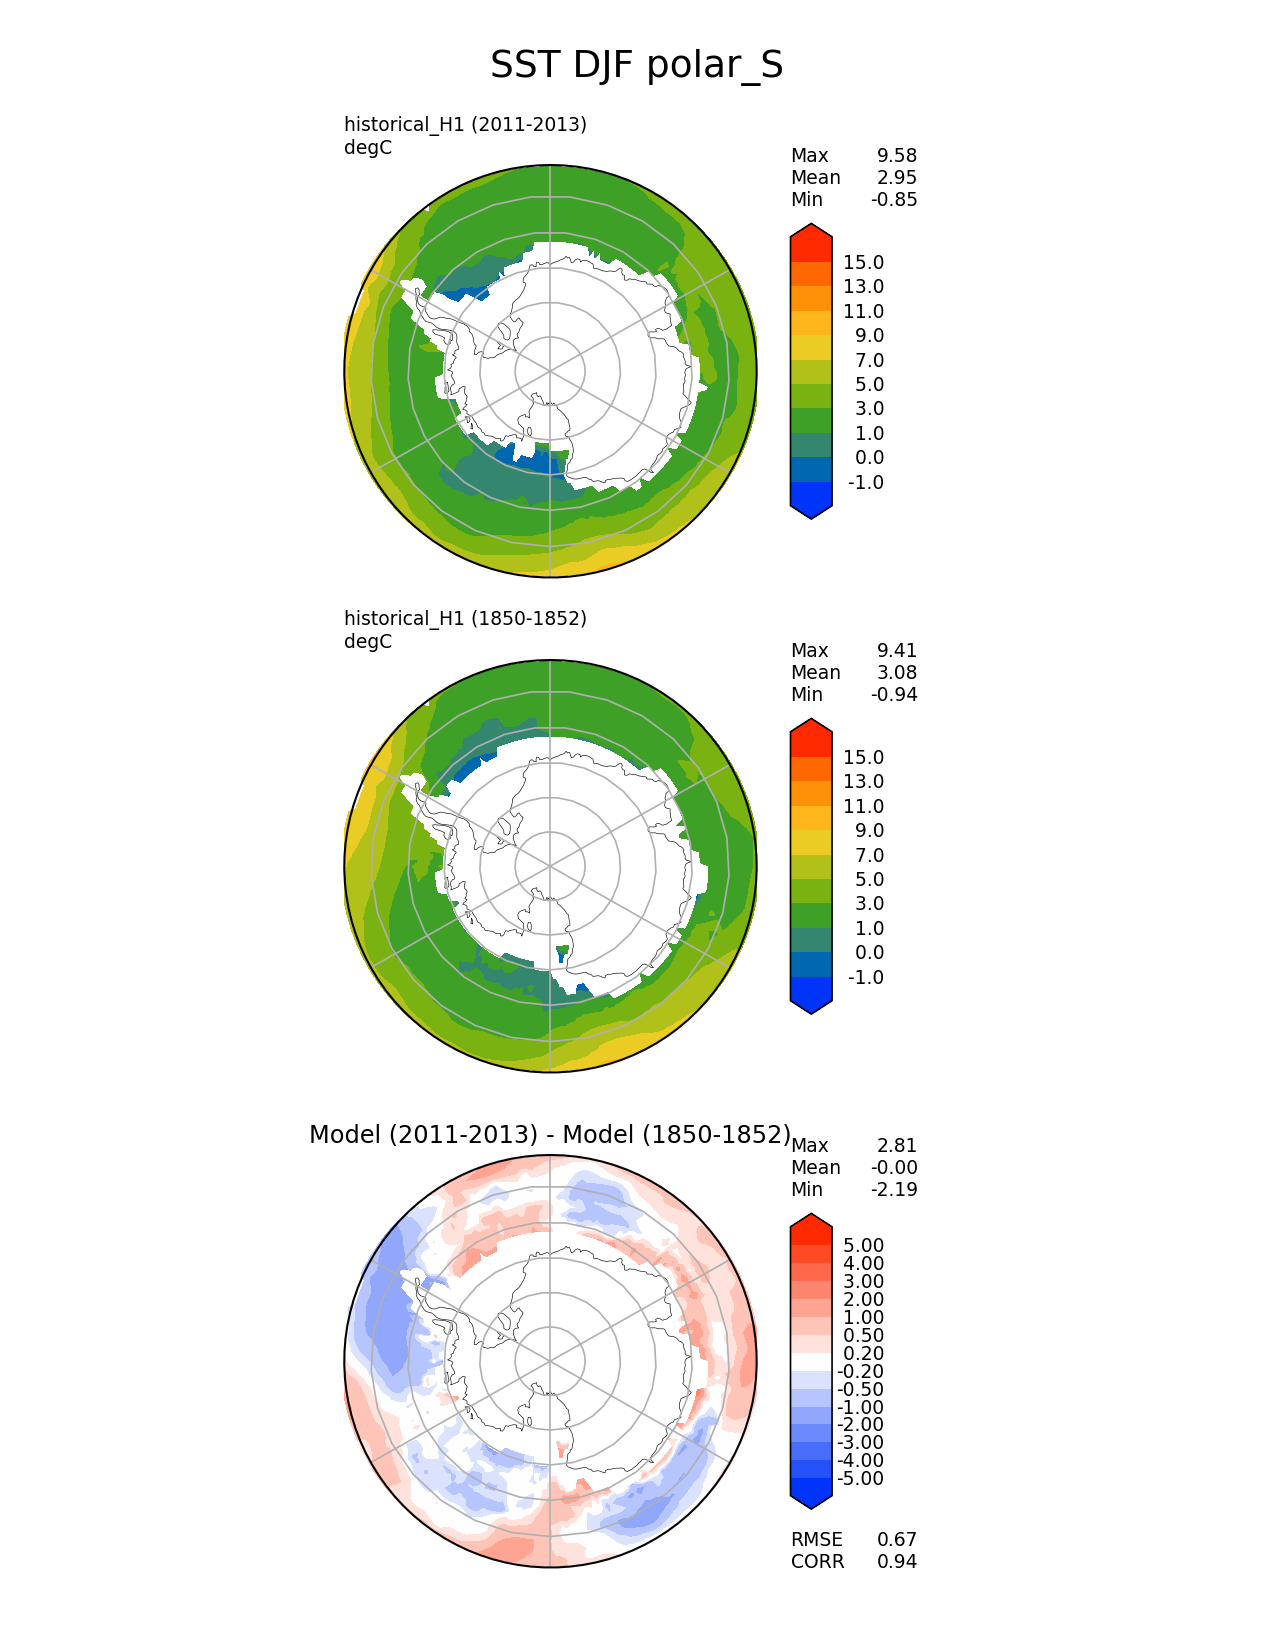 SST DJF polar_S
historical_H1 (2011-2013)
degC
Max 9.58
Mean 2.95
Min -0.85
15.0
13.0
11.0
9.0
7.0
5.0
3.0
1.0
0.0
-1.0
historical_H1 (1850-1852)
degC
Max 9.41
Mean 3.08
Min -0.94
15.0
13.0
11.0
9.0
7.0
5.0
3.0
1.0
0.0
-1.0
Model (2011-2013) - Model (1850-1852)
Max 2.81
Mean -0.00
Min -2.19
5.00
4.00
3.00
2.00
1.00
0.50
0.20
-0.20
-0.50
-1.00
-2.00
-3.00
-4.00
-5.00
RMSE 0.67
CORR 0.94